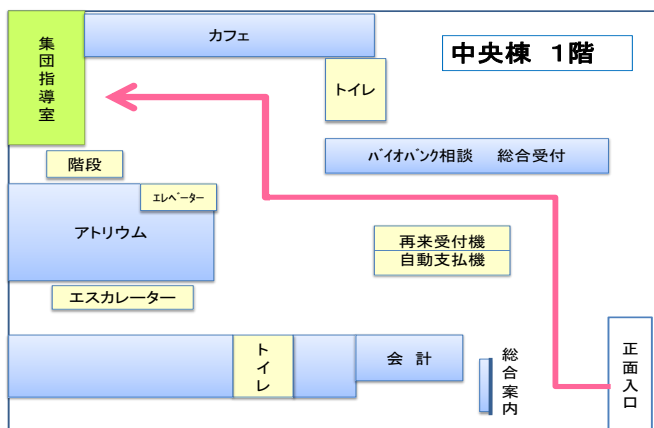 集団指導室
カフェ
中央棟 1階
トイレ
ﾊﾞｲｵﾊﾞﾝｸ相談 総合受付
階段
ｴﾚﾍﾞｰﾀｰ
アトリウム
再来受付機
自動支払機
エスカレーター
トイレ
会 計
総合案内
正面入口